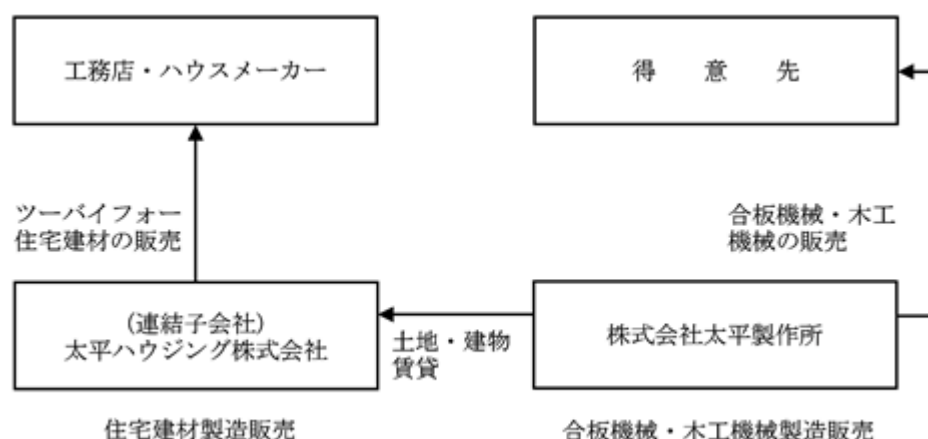 工務店・ハウスメーカー
得 意 先
ツーバイフォー
住宅建材の販売
合板機械・木工
機械の販売
(連結子会社)
太平ハウジング株式会社
土地・建物
賃貸
株式会社太平製作所
住宅建材製造販売
合板機械・木工機械製造販売